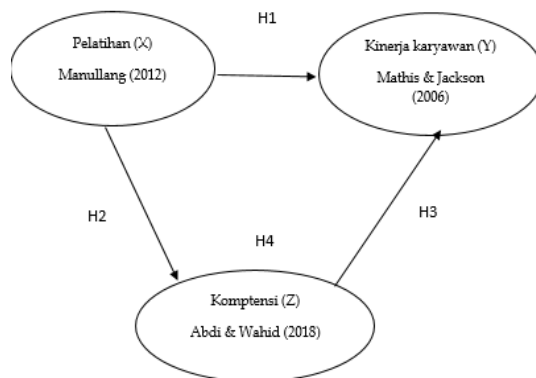 H1
Pelatihan (X)
Manullang (2012)
Kinerja karyawan (Y)
Mathis & Jackson
(2006)
H2
H3
H4
Komptensi (Z)
Abdi & Wahid (2018)